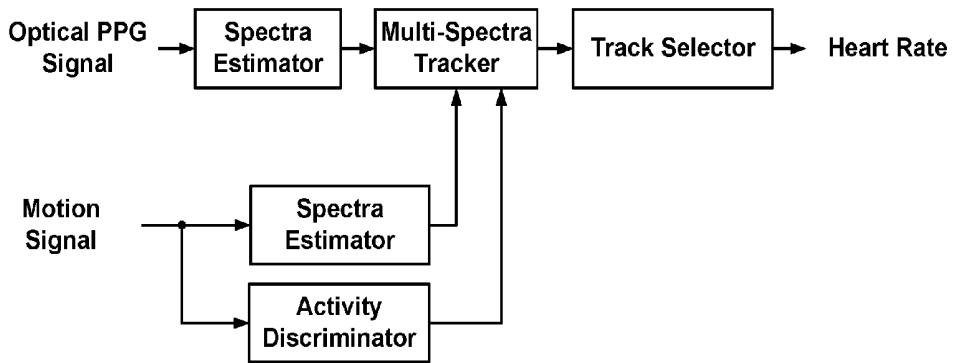 Optical PPG
Signal
Spectra
Estimator
Multi-Spectra
Tracker
Track Selector
Heart Rate
Motion
Signal
Spectra
Estimator
Activity
Discriminator